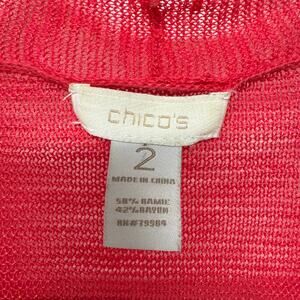 chico's
2
MADE IN CHINA
58% RAMIE
42% RAYON
RN#79984